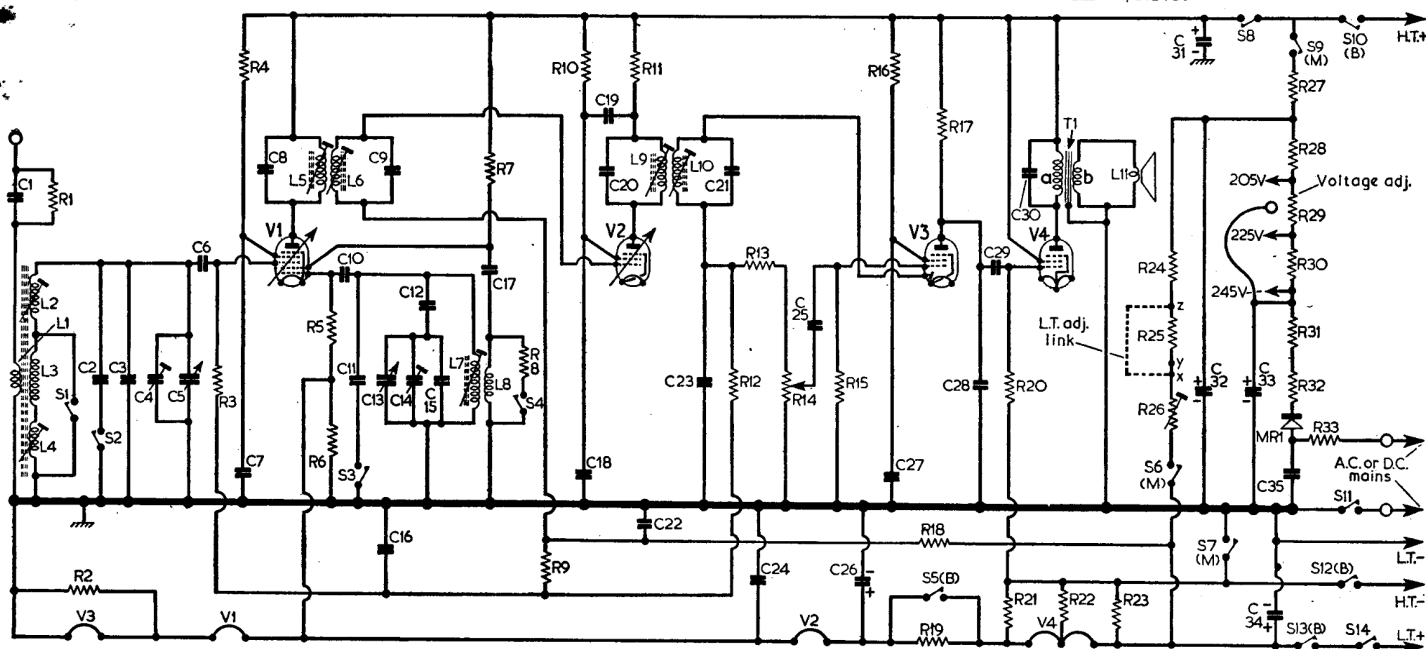 C31
+
-
S8
S9 (M)
S10 (B)
H.T.+
R4
R10
R11
R16
R27
C19
R17
T1
C1
R1
C8
L5
L6
C9
R7
L9
C20
L10
C21
C30
a
b
L11
R28
205V
Voltage adj.
R29
225V
R30
245V
V1
V2
V3
V4
C6
C10
C17
R13
C29
R24
L2
L1
C12
C25
z
R31
L.T. adj. link
R25
y
x
C32
+
-
C33
+
-
R32
L3
C2
C3
C4
C5
R3
R5
C11
C13
C14
C15
L7
L8
R8
S4
C23
R12
R14
R15
C28
R20
R26
MR1
R33
S1
L4
S2
R6
S3
C7
C18
C27
S6 (M)
C35
A.C. or D.C. mains
S11
C16
C22
R18
S7 (M)
L.T.-
R2
R9
C24
C26
-
+
S5(B)
R21
R22
R23
S12(B)
H.T.-
C34
-
+
V3
V1
V2
R19
V4
S13(B)
S14
L.T.+